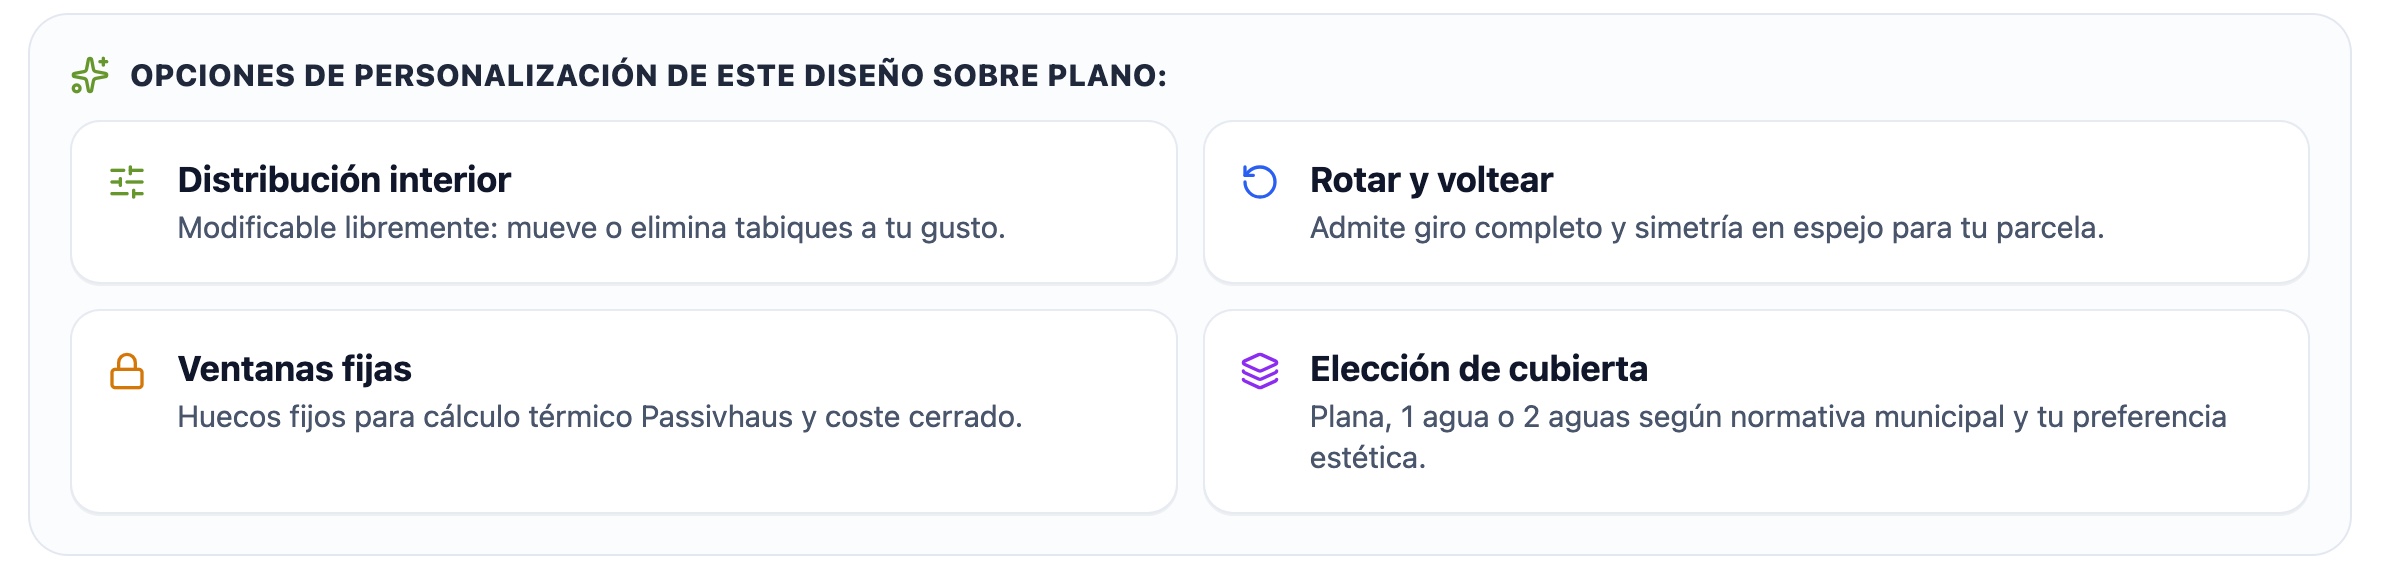 OPCIONES DE PERSONALIZACIÓN DE ESTE DISEÑO SOBRE PLANO:
Distribución interior
Modificable libremente: mueve o elimina tabiques a tu gusto.
Rotar y voltear
Admite giro completo y simetría en espejo para tu parcela.
Ventanas fijas
Huecos fijos para cálculo térmico Passivhaus y coste cerrado.
Elección de cubierta
Plana, 1 agua o 2 aguas según normativa municipal y tu preferencia
estética.